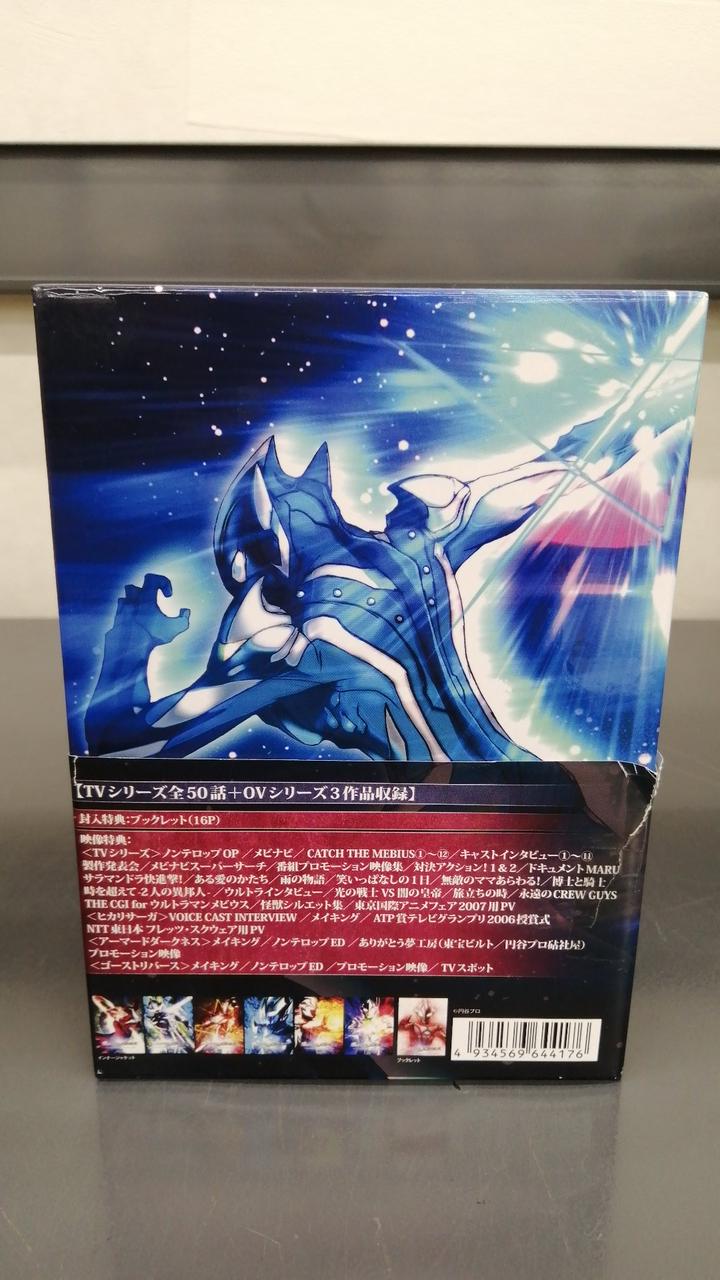 【TVシリーズ全50話＋OVシリーズ3作品収録】
封入特典:ブックレット(16P)
映像特典:
＜TVシリーズ＞ノンテロップOP／メビナビ／CATCH THE MEBIUS①～⑫／キャストインタビュー①～⑪
製作発表会／メビナビスーパーサーチ／番組プロモーション映像集／対決アクション!1＆2／ドキュメントMARU
サラマンドラ快進撃!／ある愛のかたち／雨の物語／笑いっぱなしの1日／無敵のママあらわる!／博士と騎士
時を超えて-2人の異邦人-／ウルトラインタビュー／光の戦士VS闇の皇帝／旅立ちの時／永遠のCREW GUYS
THE CGI for ウルトラマンメビウス／怪獣シルエット集／東京国際アニメフェア2007用PV
＜ヒカリサーガ＞VOICE CAST INTERVIEW／メイキング／ATP賞テレビグランプリ2006授賞式
NTT東日本 フレッツ・スクウェア用PV
＜アーマードダークネス＞メイキング／ノンテロップED／ありがとう夢工房(東宝ビルト／円谷プロ砧社屋)
プロモーション映像
＜ゴーストリバース＞メイキング／ノンテロップED／プロモーション映像／TVスポット
インナージャケット
ブックレット
©円谷プロ
4 934569 644176